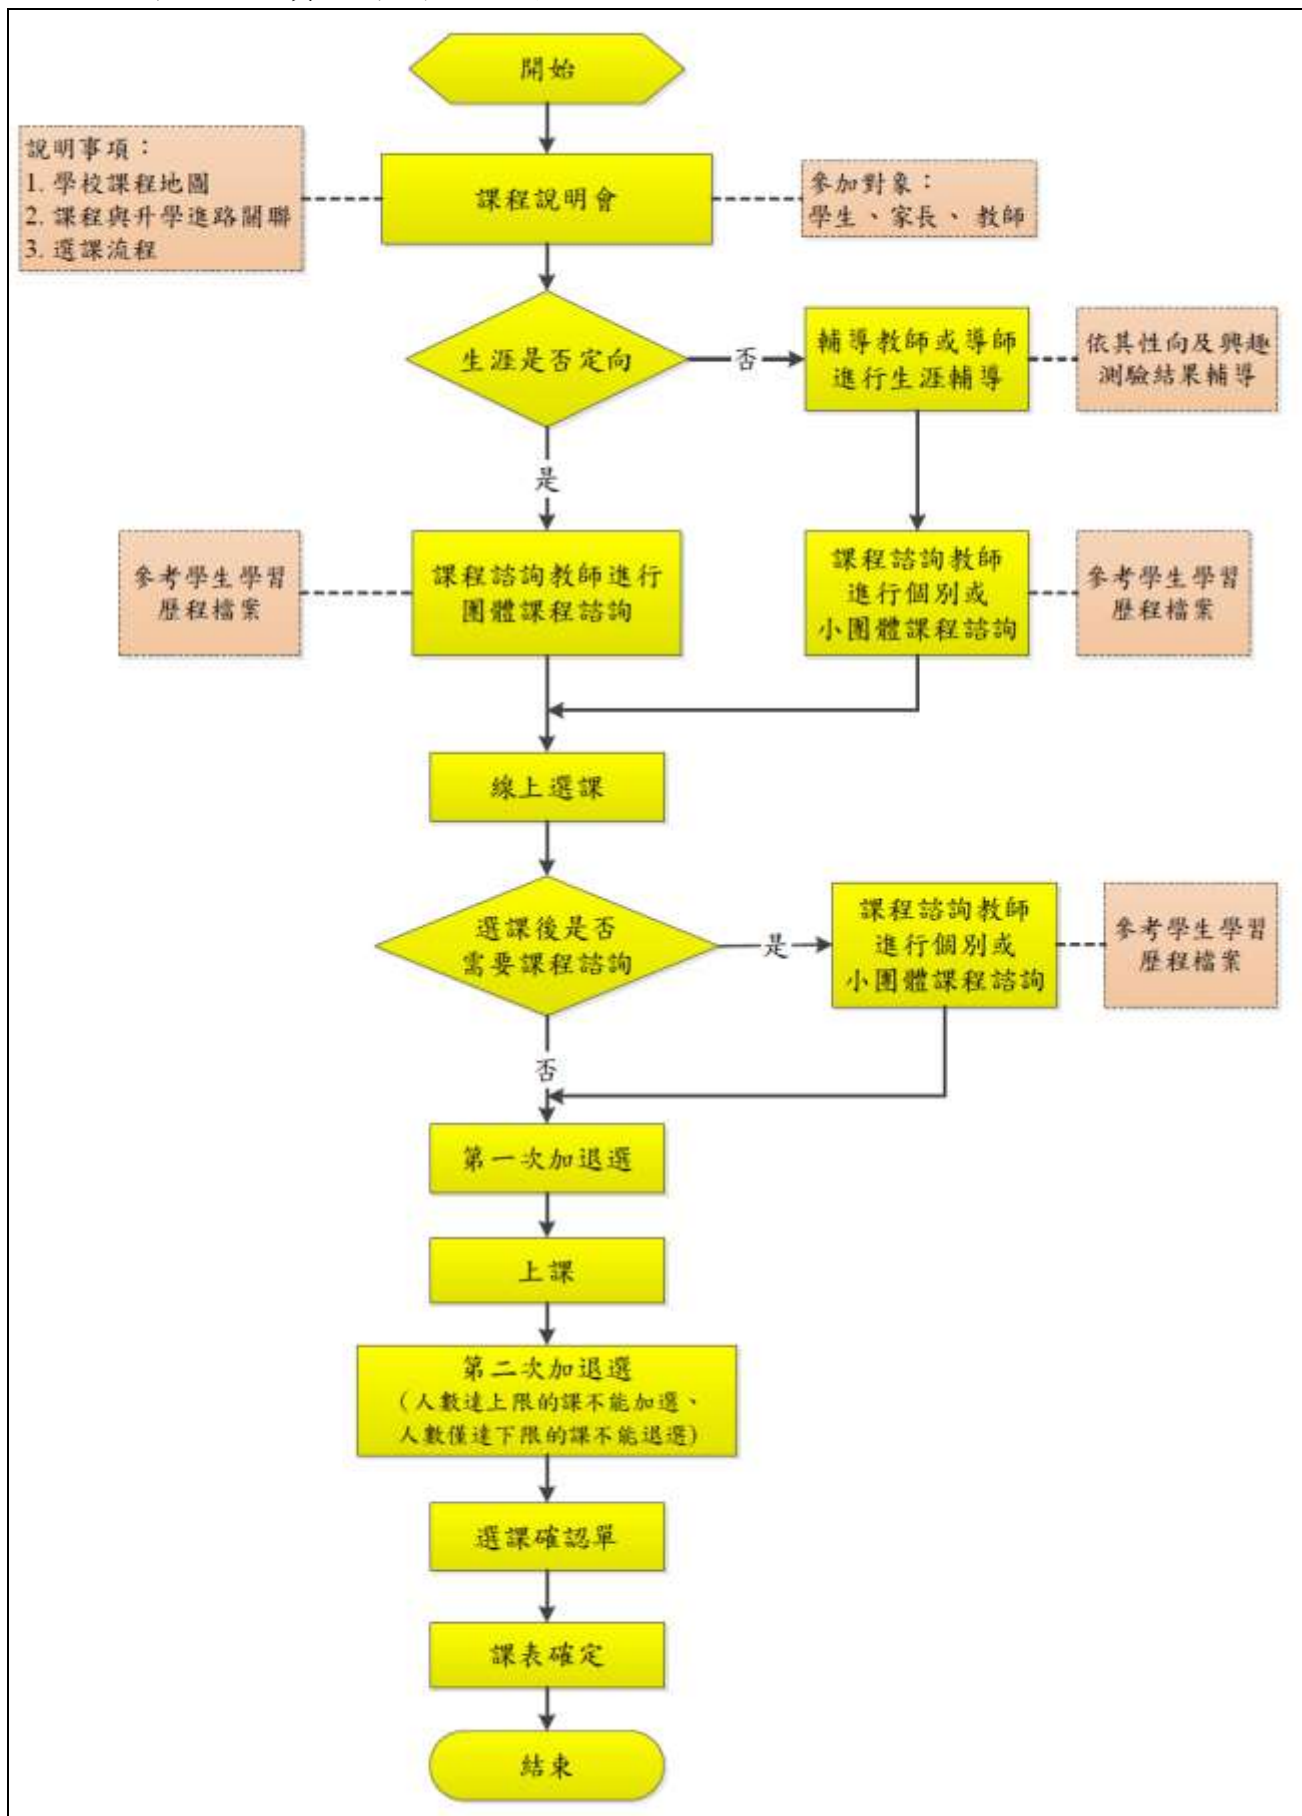 開始
說明事項：
1. 學校課程地圖
2. 課程與升學進路關聯
3. 選課流程
課程說明會
參加對象：
學生、家長、教師
生涯是否定向
否
輔導教師或導師
進行生涯輔導
依其性向及興趣
測驗結果輔導
是
參考學生學習
歷程檔案
課程諮詢教師進行
團體課程諮詢
課程諮詢教師
進行個別或
小團體課程諮詢
參考學生學習
歷程檔案
線上選課
選課後是否
需要課程諮詢
是
課程諮詢教師
進行個別或
小團體課程諮詢
參考學生學習
歷程檔案
否
第一次加退選
上課
第二次加退選
（人數達上限的課不能加選、
人數僅達下限的課不能退選）
選課確認單
課表確定
結束